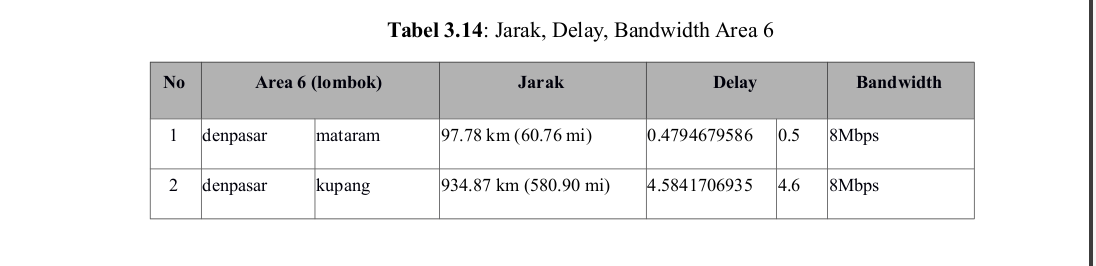 Tabel 3.14: Jarak, Delay, Bandwidth Area 6
No Area 6 (lombok) Jarak Delay Bandwidth
1 denpasar mataram 97.78 km (60.76 mi) 0.4794679586 0.5 8Mbps
2 denpasar kupang 934.87 km (580.90 mi) 4.5841706935 4.6 8Mbps